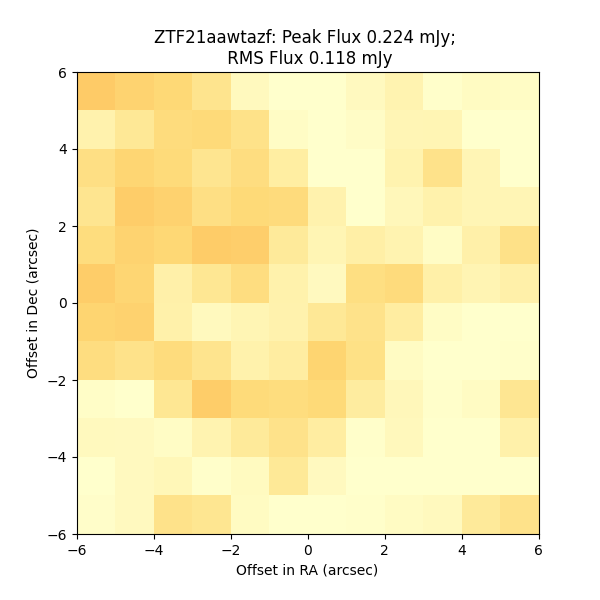 ZTF21aawtazf: Peak Flux 0.224 mJy;
RMS Flux 0.118 mJy
6
4
2
0
−2
−4
−6
Offset in Dec (arcsec)
−6 −4 −2 0 2 4 6
Offset in RA (arcsec)